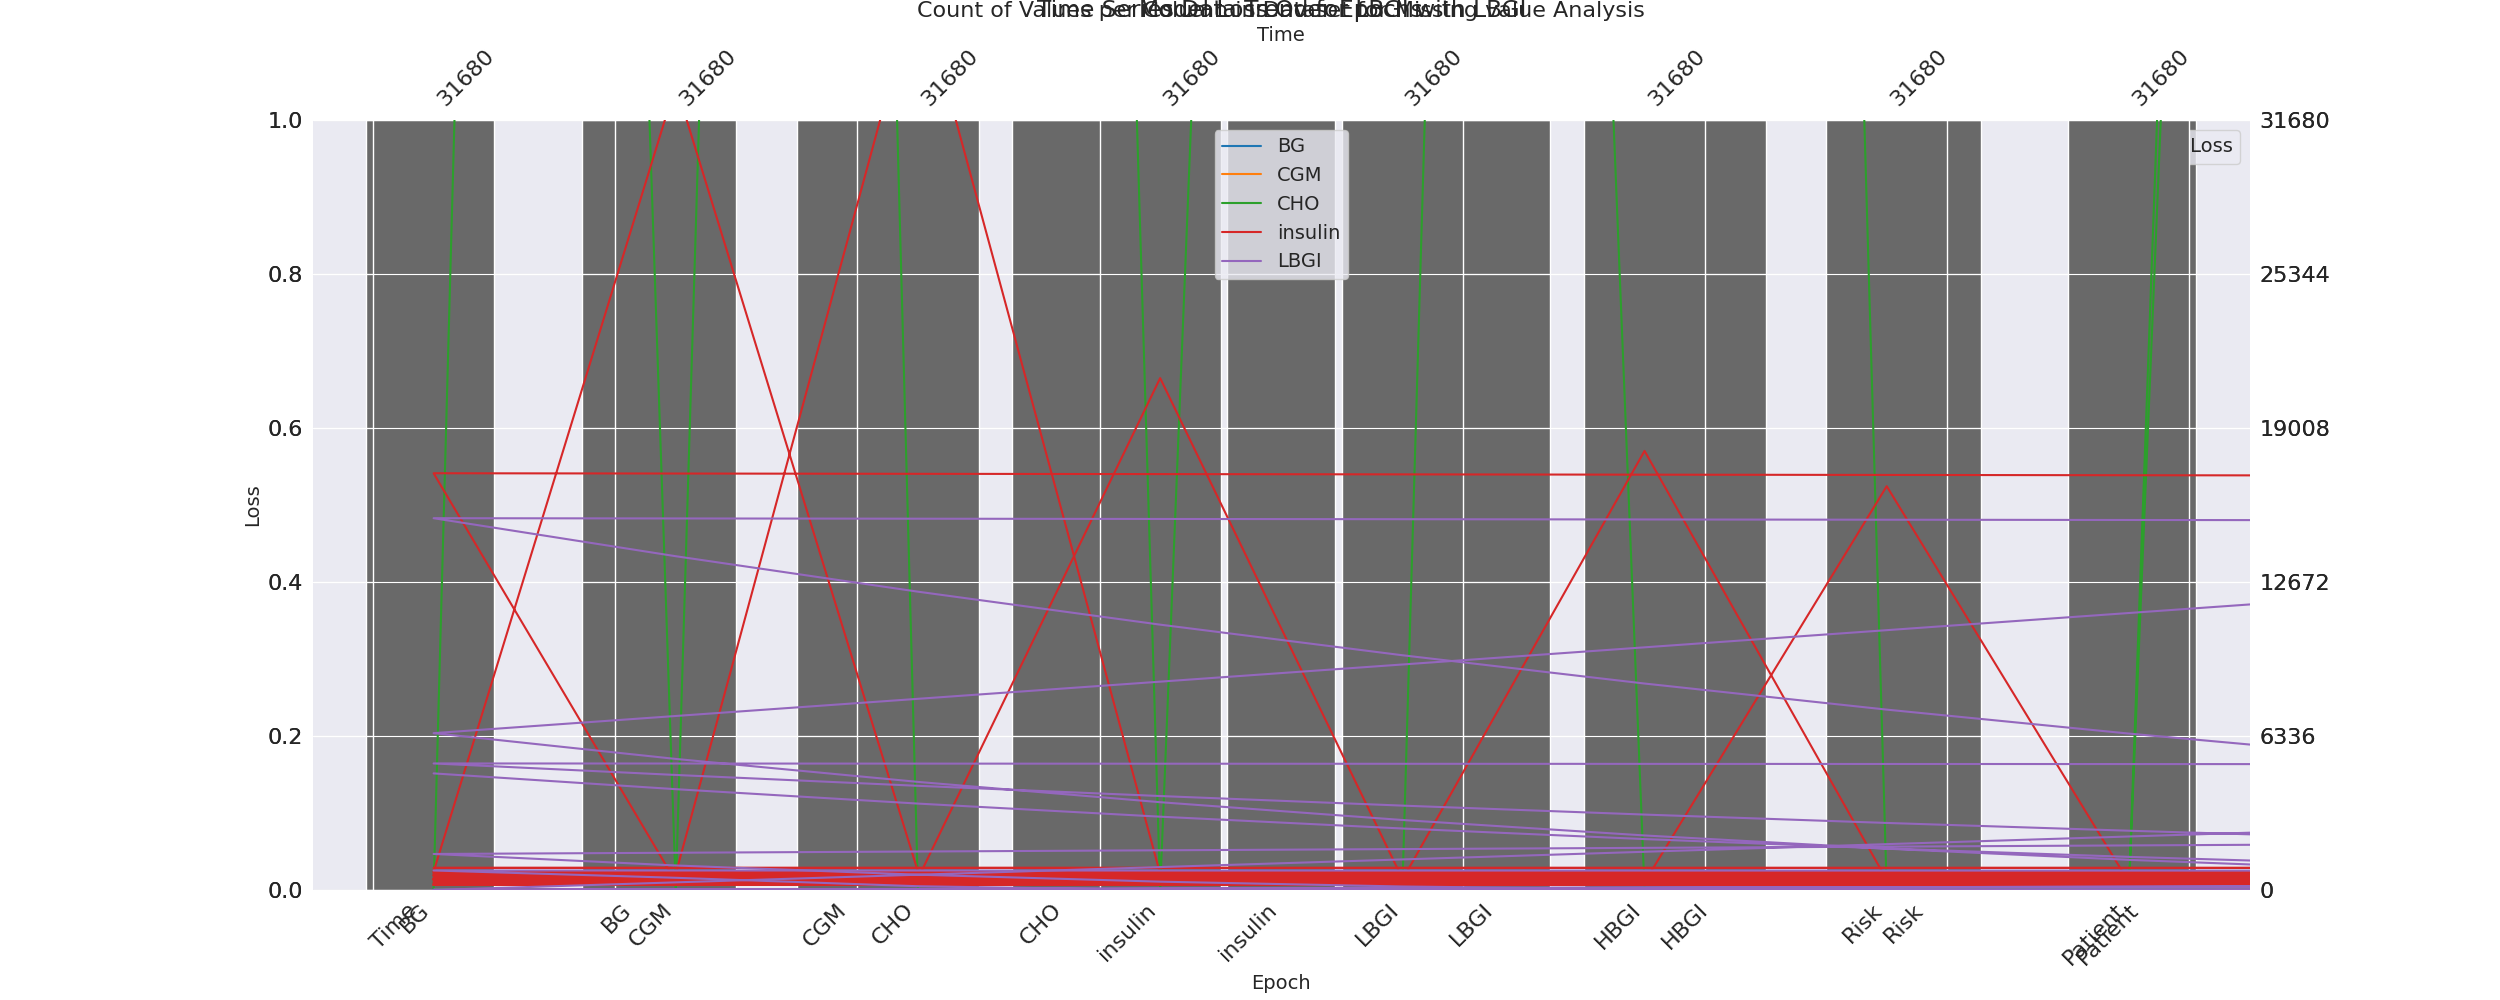 Time
31680 31680 31680 31680 31680 31680 31680 31680
1.0 31680
BG
Loss
CGM
CHO
insulin
LBGI
0.8 25344
0.6 19008
Loss
0.4 12672
0.2 6336
0.0 0
Time BG BG CGM CGM CHO CHO insulin insulin LBGI LBGI HBGI HBGI Risk Risk Patient Patient
Epoch